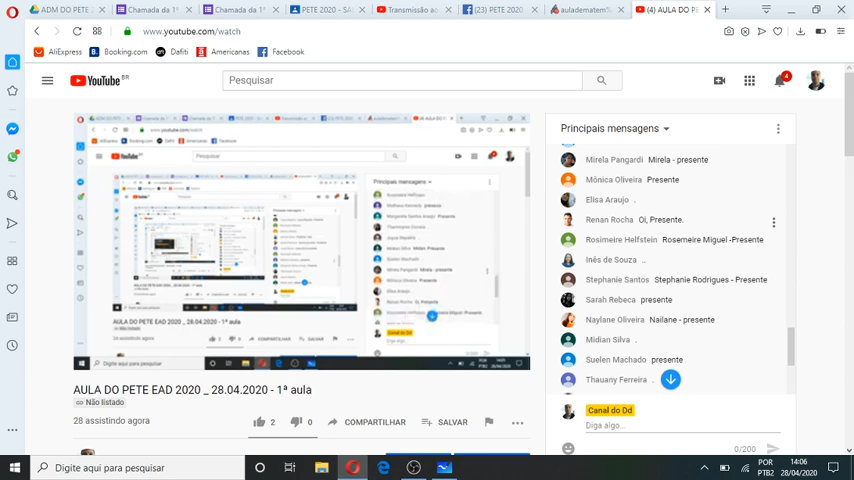 ADM DO PETE 2
Chamada da 1ª
Chamada da 1ª
PETE 2020 - SAL
Transmissão ao
(23) PETE 2020
auladematem
(4) AULA DO PE
www.youtube.com/watch
AliExpress
Booking.com
Dafiti
Americanas
Facebook
YouTube BR
Pesquisar
4
Principais mensagens
Mirela Pangardi Mirela - presente
Mônica Oliveira Presente
Elisa Araujo .
Renan Rocha Oi, Presente.
Rosimeire Helfstein Rosemeire Miguel -Presente
Inês de Souza ..
Stephanie Santos Stephanie Rodrigues - Presente
Sarah Rebeca presente
Naylane Oliveira Nailane - presente
Midian Silva .
Suelen Machado presente
Thauany Ferreira .
Canal do Dd
Diga algo...
0/200
AULA DO PETE EAD 2020 _ 28.04.2020 - 1ª aula
Não listado
28 assistindo agora
2
0
COMPARTILHAR
SALVAR
Digite aqui para pesquisar
POR
PTB2
14:06
28/04/2020